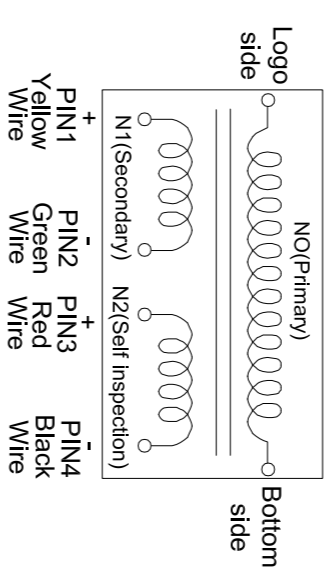 Logo
side
NO(Primary)
Bottom
side
N1(Secondary)
N2(Self inspection)
+
PIN1
Yellow
Wire
-
PIN2
Green
Wire
+
PIN3
Red
Wire
-
PIN4
Black
Wire